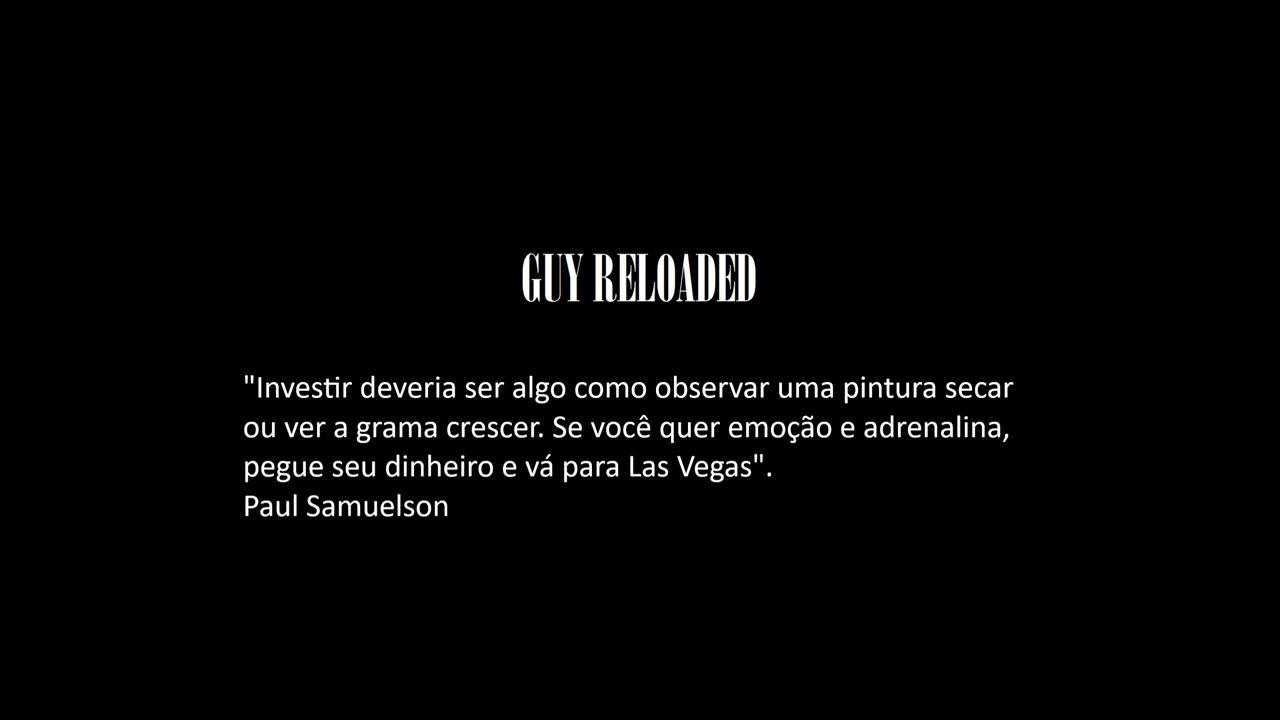 GUY RELOADED
"Investir deveria ser algo como observar uma pintura secar
ou ver a grama crescer. Se você quer emoção e adrenalina,
pegue seu dinheiro e vá para Las Vegas".
Paul Samuelson